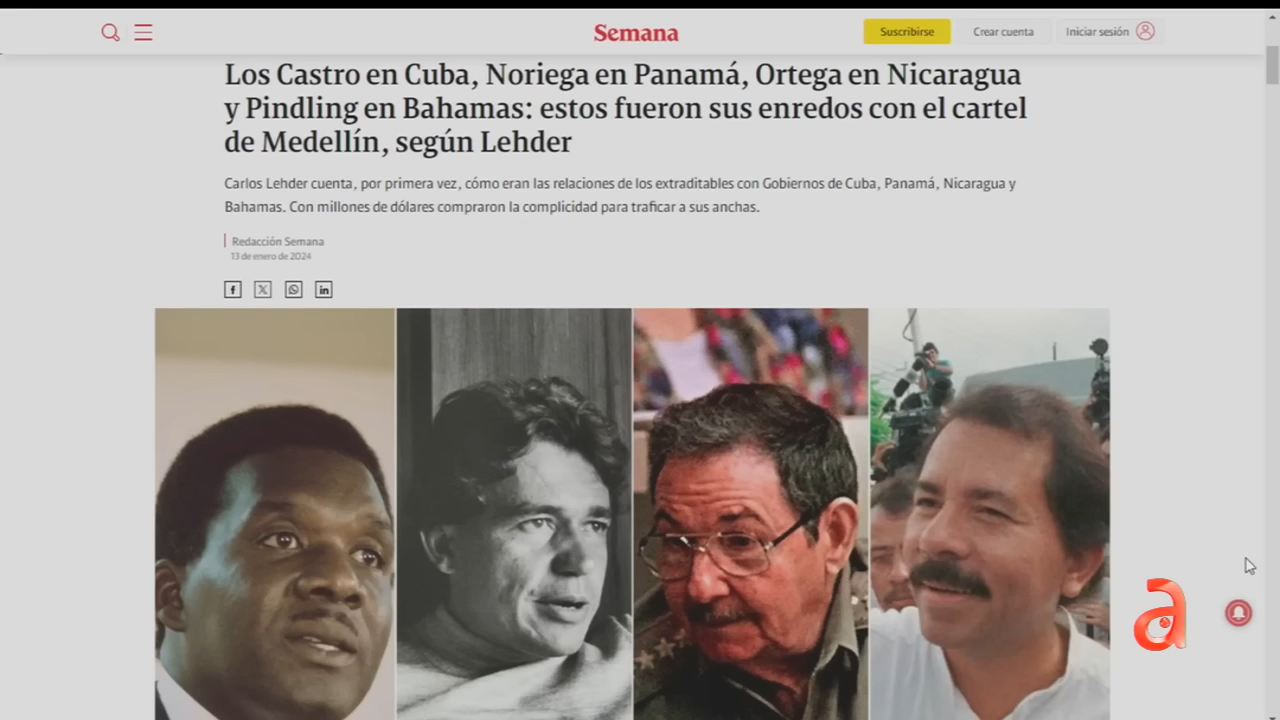 Semana
Suscribirse
Crear cuenta
Iniciar sesión
Los Castro en Cuba, Noriega en Panamá, Ortega en Nicaragua
y Pindling en Bahamas: estos fueron sus enredos con el cartel
de Medellín, según Lehder
Carlos Lehder cuenta, por primera vez, cómo eran las relaciones de los extraditables con Gobiernos de Cuba, Panamá, Nicaragua y
Bahamas. Con millones de dólares compraron la complicidad para traficar a sus anchas.
Redacción Semana
13 de enero de 2024
a